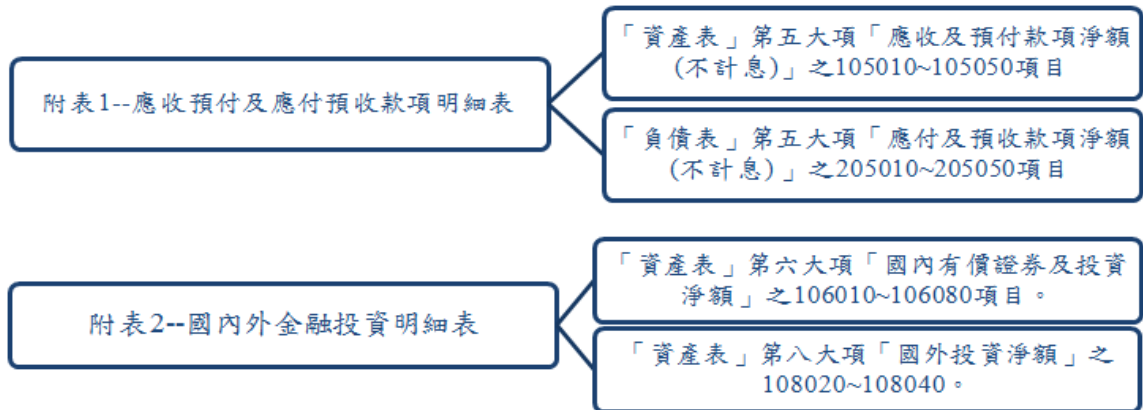 附表1--應收預付及應付預收款項明細表
「資產表」第五大項「應收及預付款項淨額
(不計息)」之105010~105050項目
「負債表」第五大項「應付及預收款項淨額
(不計息)」之205010~205050項目
附表2--國內外金融投資明細表
「資產表」第六大項「國內有價證券及投資
淨額」之106010~106080項目。
「資產表」第八大項「國外投資淨額」之
108020~108040。